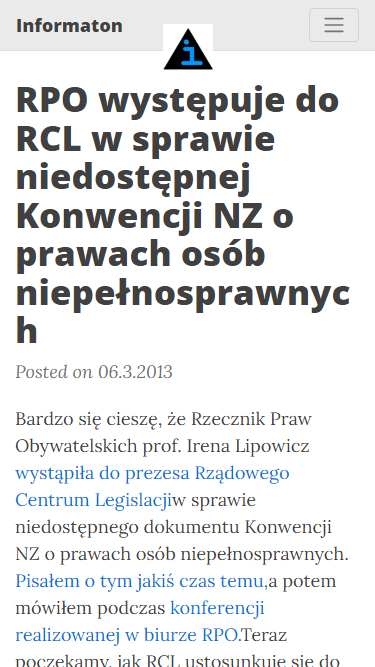 Informaton
i
RPO występuje do
RCL w sprawie
niedostępnej
Konwencji NZ o
prawach osób
niepełnosprawnyc
h
Posted on 06.3.2013
Bardzo się cieszę, że Rzecznik Praw
Obywatelskich prof. Irena Lipowicz
wystąpiła do prezesa Rządowego
Centrum Legislacjiw sprawie
niedostępnego dokumentu Konwencji
NZ o prawach osób niepełnosprawnych.
Pisałem o tym jakiś czas temu,a potem
mówiłem podczas konferencji
realizowanej w biurze RPO.Teraz
poczekamy, jak RCL ustosunkuje się do